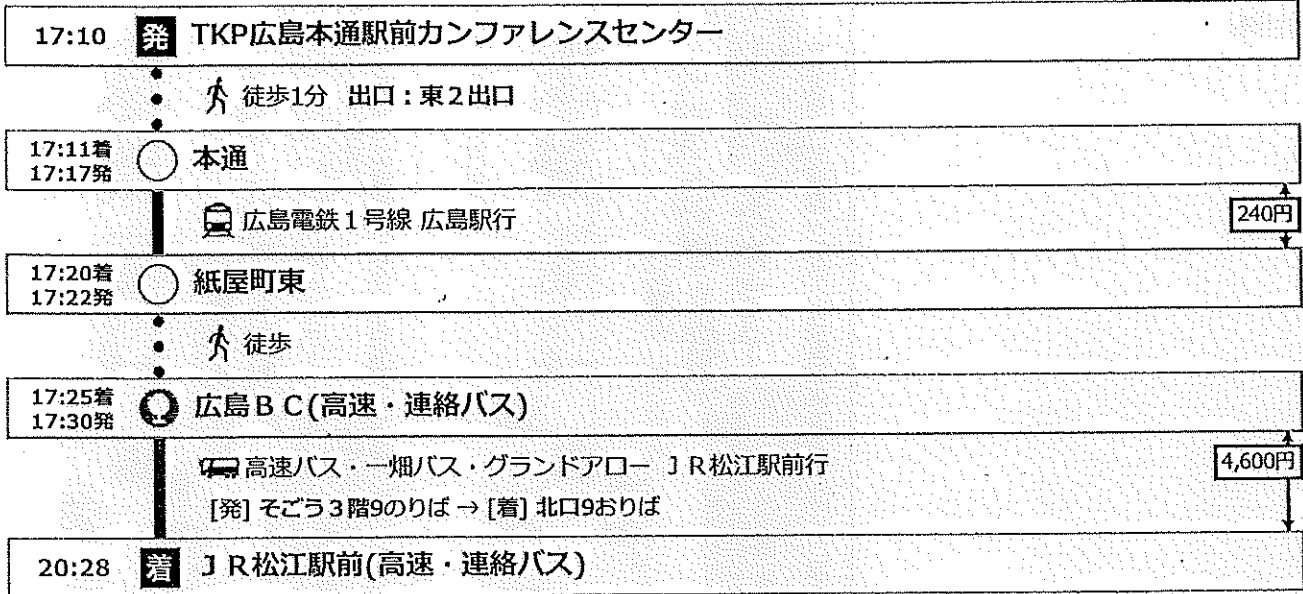 17:10 発 TKP広島本通駅前カンファレンスセンター
徒歩1分 出口：東2出口
17:11着
17:17発
本通
広島電鉄1号線 広島駅行
240円
17:20着
17:22発
紙屋町東
徒歩
17:25着
17:30発
広島BC(高速・連絡バス)
高速バス・一畑バス・グランドアロー JR松江駅前行
4,600円
[発] そごう3階9のりば → [着] 北口9おりば
20:28 着 JR松江駅前(高速・連絡バス)